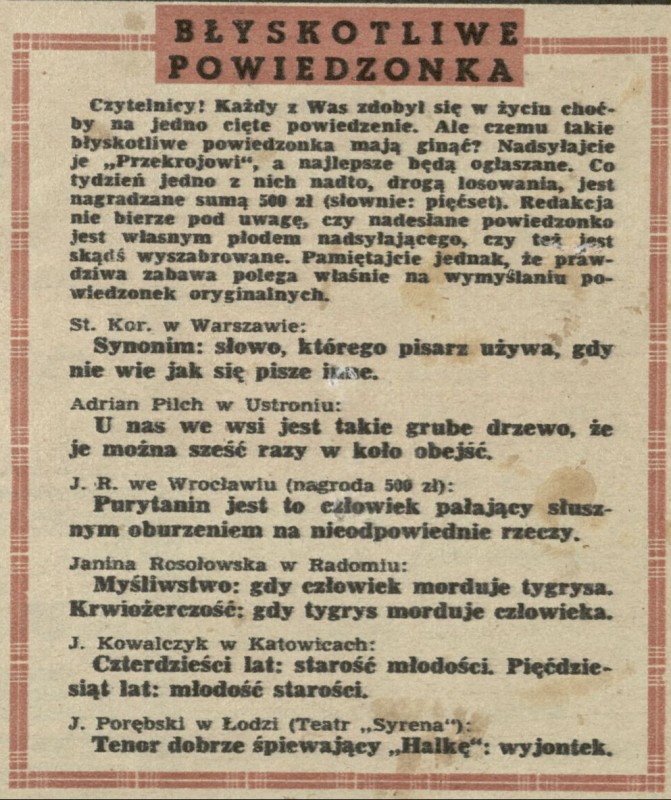 BŁYSKOTLIWE
POWIEDZONKA
Czytelnicy! Każdy z Was zdobył się w życiu choć-
by na jedno cięte powiedzenie. Ale czemu takie
błyskotliwe powiedzonka mają ginąć? Nadsyłajcie
je „Przekrojowi“, a najlepsze będą ogłaszane. Co
tydzień jedno z nich nadto, drogą losowania, jest
nagradzane sumą 500 zł (słownie: pięćset). Redakcja
nie bierze pod uwagę, czy nadesłane powiedzonko
jest własnym płodem nadsyłającego, czy też jest
skądś wyszabrowane. Pamiętajcie jednak, że praw-
dziwa zabawa polega właśnie na wymyślaniu po-
wiedzonek oryginalnych.
St. Kor. w Warszawie:
Synonim: słowo, którego pisarz używa, gdy
nie wie jak się pisze inne.
Adrian Pilch w Ustroniu:
U nas we wsi jest takie grube drzewo, że
je można sześć razy w koło obejść.
J. R. we Wrocławiu (nagroda 500 zł):
Purytanin jest to człowiek pałający słusz-
nym oburzeniem na nieodpowiednie rzeczy.
Janina Rosołowska w Radomiu:
Myśliwstwo: gdy człowiek morduje tygrysa.
Krwiożerczość: gdy tygrys morduje człowieka.
J. Kowalczyk w Katowicach:
Czterdzieści lat: starość młodości. Pięćdzie-
siąt lat: młodość starości.
J. Porębski w Łodzi (Teatr „Syrena“):
Tenor dobrze śpiewający „Halkę“: wyjontek.